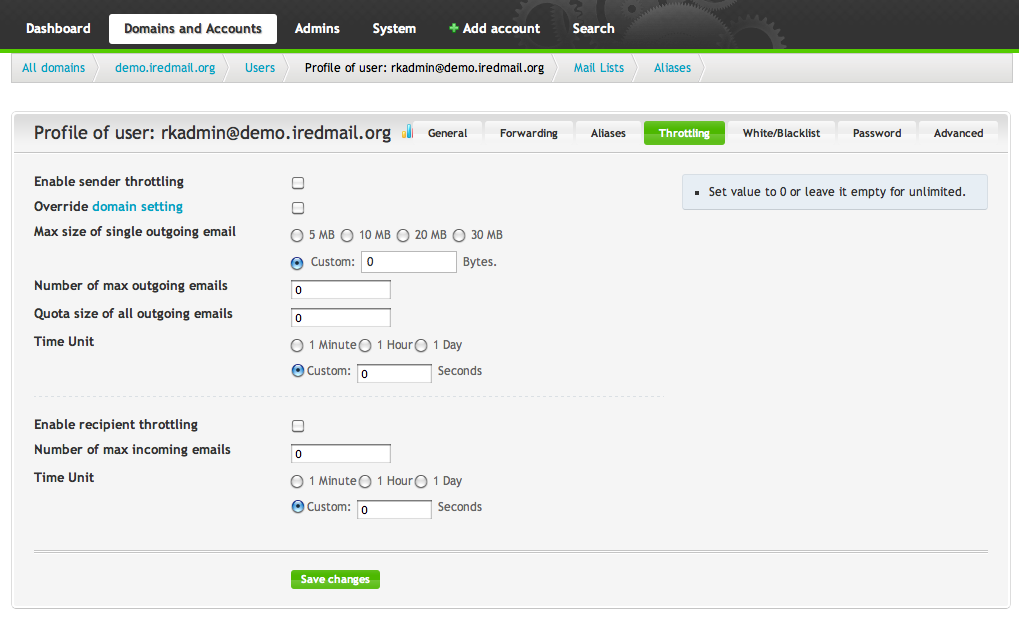 Dashboard Domains and Accounts Admins System + Add account Search
All domains demo.iredmail.org Users Profile of user: rkadmin@demo.iredmail.org Mail Lists Aliases
Profile of user: rkadmin@demo.iredmail.org General Forwarding Aliases Throttling White/Blacklist Password Advanced
Enable sender throttling
Set value to 0 or leave it empty for unlimited.
Override domain setting
Max size of single outgoing email 5 MB 10 MB 20 MB 30 MB
Custom: 0 Bytes.
Number of max outgoing emails 0
Quota size of all outgoing emails 0
Time Unit 1 Minute 1 Hour 1 Day
Custom: 0 Seconds
Enable recipient throttling
Number of max incoming emails 0
Time Unit 1 Minute 1 Hour 1 Day
Custom: 0 Seconds
Save changes